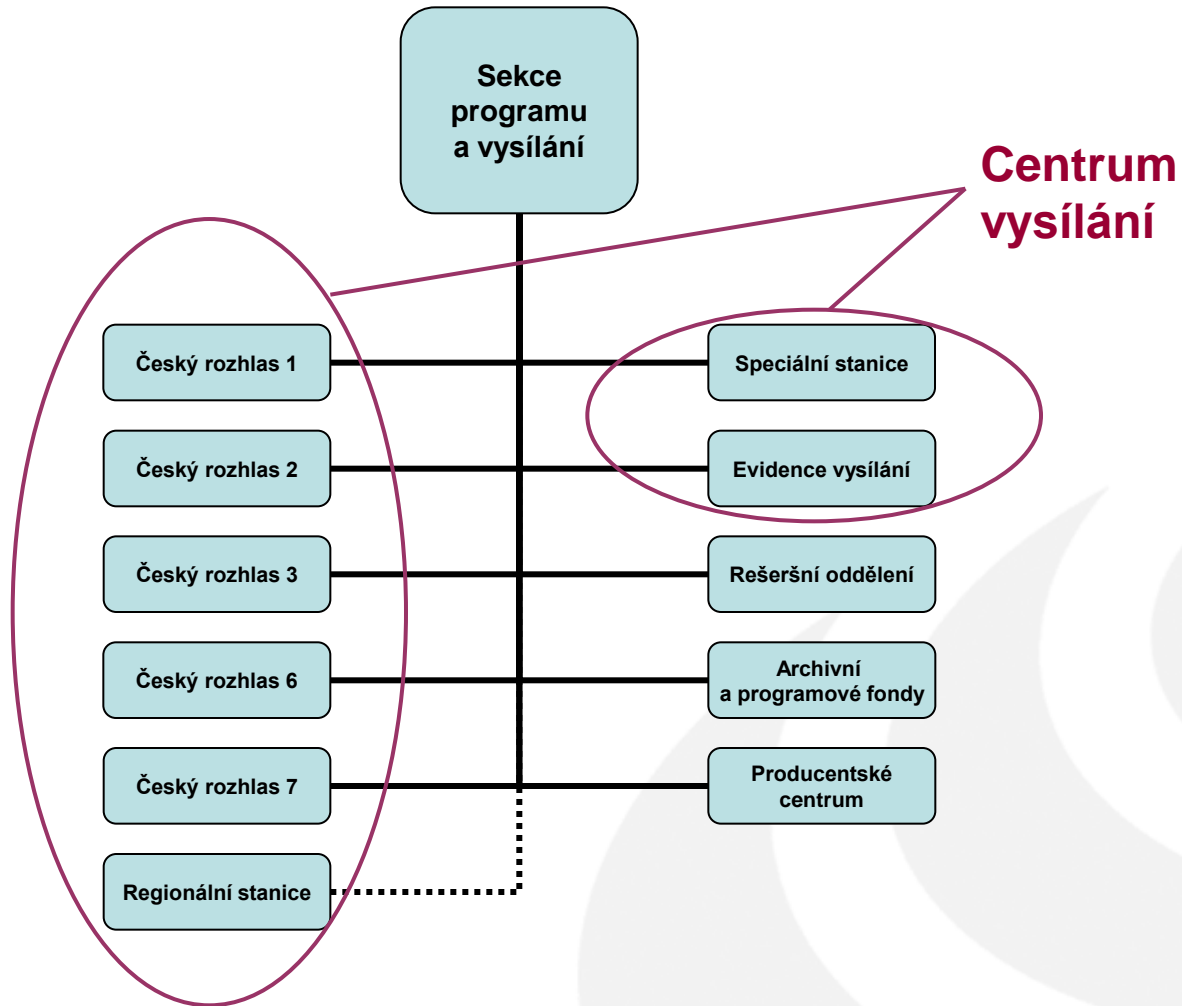 Sekce
programu
a vysílání
Centrum
vysílání
Český rozhlas 1
Speciální stanice
Český rozhlas 2
Evidence vysílání
Český rozhlas 3
Rešeršní oddělení
Český rozhlas 6
Archivní
a programové fondy
Český rozhlas 7
Producentské
centrum
Regionální stanice